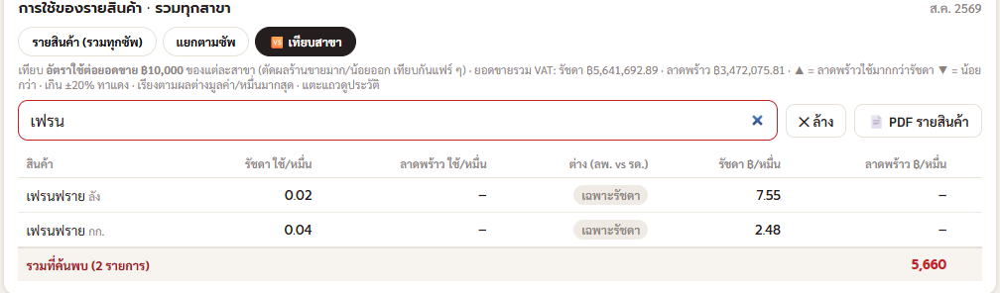 การใช้ของรายสินค้า · รวมทุกสาขา
ส.ค. 2569
รายสินค้า (รวมทุกซัพ)
แยกตามซัพ
🆚 เทียบสาขา
เทียบ อัตราใช้ต่อยอดขาย ฿10,000 ของแต่ละสาขา (ตัดผลร้านขายมาก/น้อยออก เทียบกันแฟร์ ๆ) · ยอดขายรวม VAT: รัชดา ฿5,641,692.89 · ลาดพร้าว ฿3,472,075.81 · ▲ = ลาดพร้าวใช้มากกว่ารัชดา ▼ = น้อย
กว่า · เกิน ±20% ทาแดง · เรียงตามผลต่างมูลค่า/หมื่นมากสุด · แตะแถวดูประวัติ
เฟรน
✕ ล้าง
PDF รายสินค้า
สินค้า รัชดา ใช้/หมื่น ลาดพร้าว ใช้/หมื่น ต่าง (ลพ. vs รด.) รัชดา ฿/หมื่น ลาดพร้าว ฿/หมื่น
เฟรนฟราย ลัง 0.02 – เฉพาะรัชดา 7.55 –
เฟรนฟราย กก. 0.04 – เฉพาะรัชดา 2.48 –
รวมที่ค้นพบ (2 รายการ) 5,660